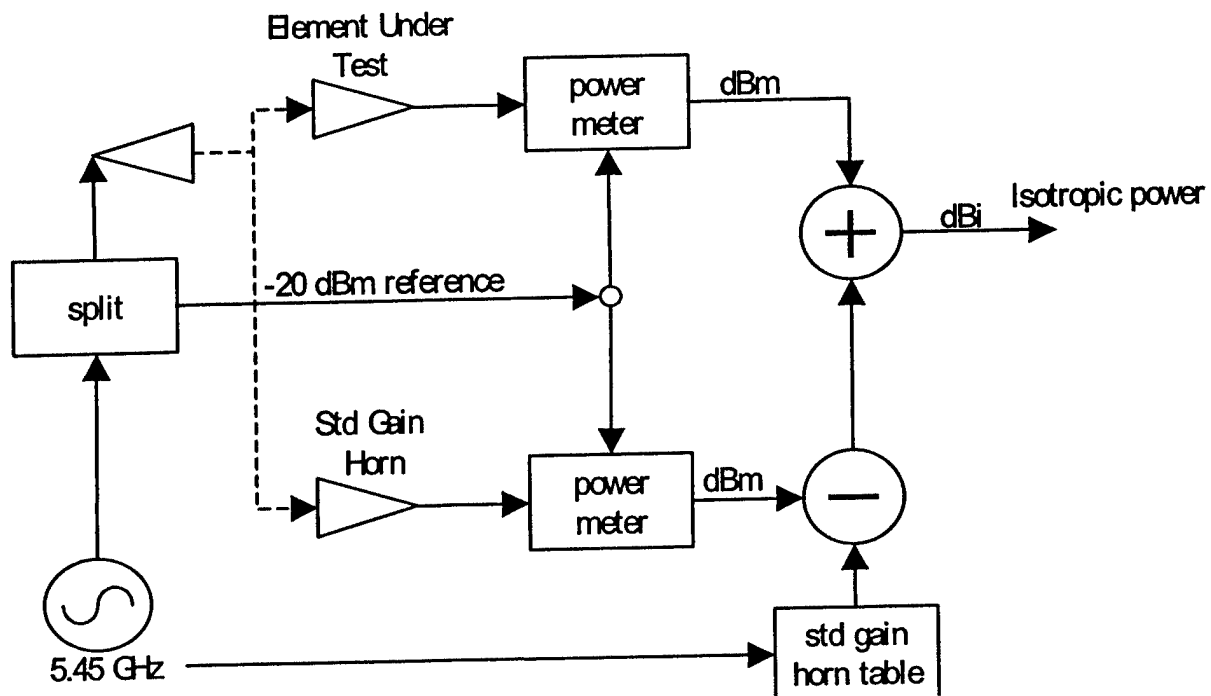 Element Under
Test
power
meter
dBm
Isotropic power
dBi
+
-20 dBm reference
split
Std Gain
Horn
power
meter
dBm
—
5.45 GHz
std gain
horn table